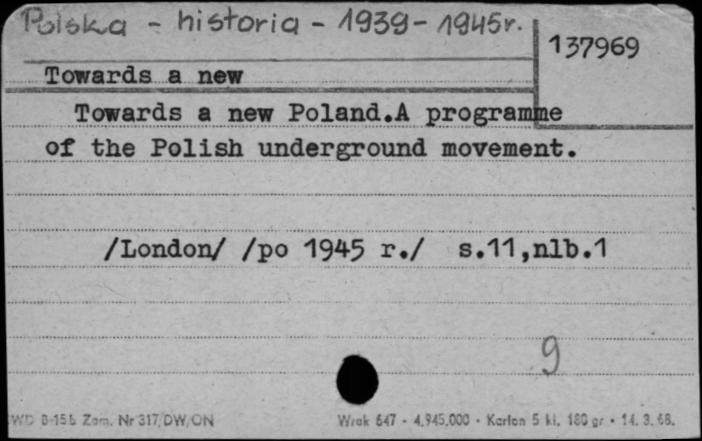 Polska - historia - 1939-1945r.
137969
Towards a new
Towards a new Poland.A programme
of the Polish underground movement.
/London/ /po 1945 r./ s.11,nlb.1
9
WD B-15b Zam. Nr 317/DW/ON
Wrak 647 - 4.945.000 - Karton 5 kl. 180 gr - 14. 3. 68.